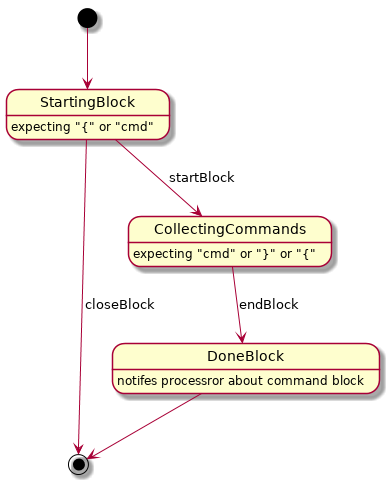 StartingBlock
expecting "{" or "cmd"
startBlock
CollectingCommands
expecting "cmd" or "}" or "{"
closeBlock
endBlock
DoneBlock
notifes processror about command block